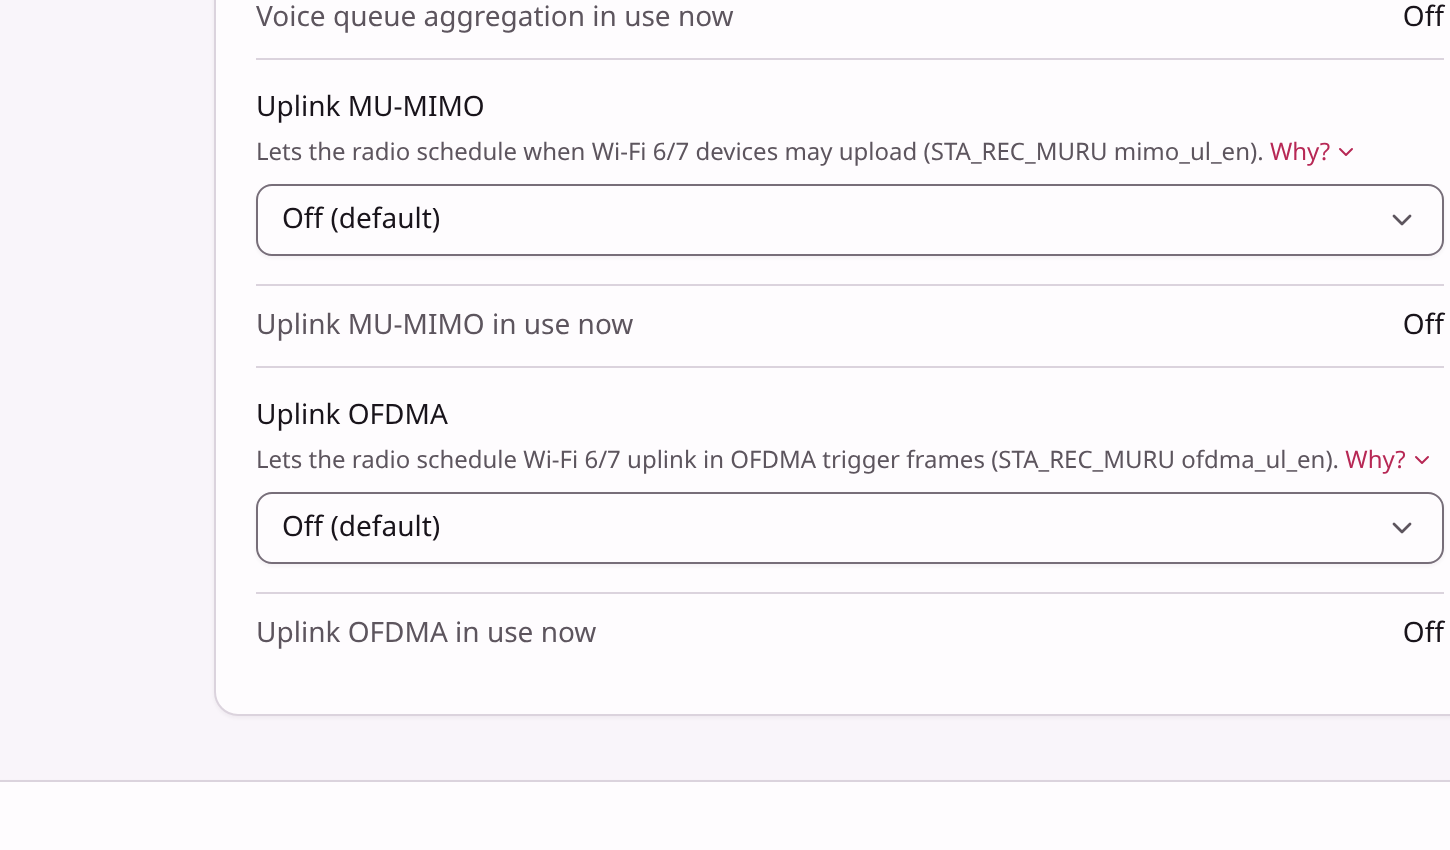 Voice queue aggregation in use now Off
Uplink MU-MIMO
Lets the radio schedule when Wi-Fi 6/7 devices may upload (STA_REC_MURU mimo_ul_en). Why?
Off (default)
Uplink MU-MIMO in use now Off
Uplink OFDMA
Lets the radio schedule Wi-Fi 6/7 uplink in OFDMA trigger frames (STA_REC_MURU ofdma_ul_en). Why?
Off (default)
Uplink OFDMA in use now Off